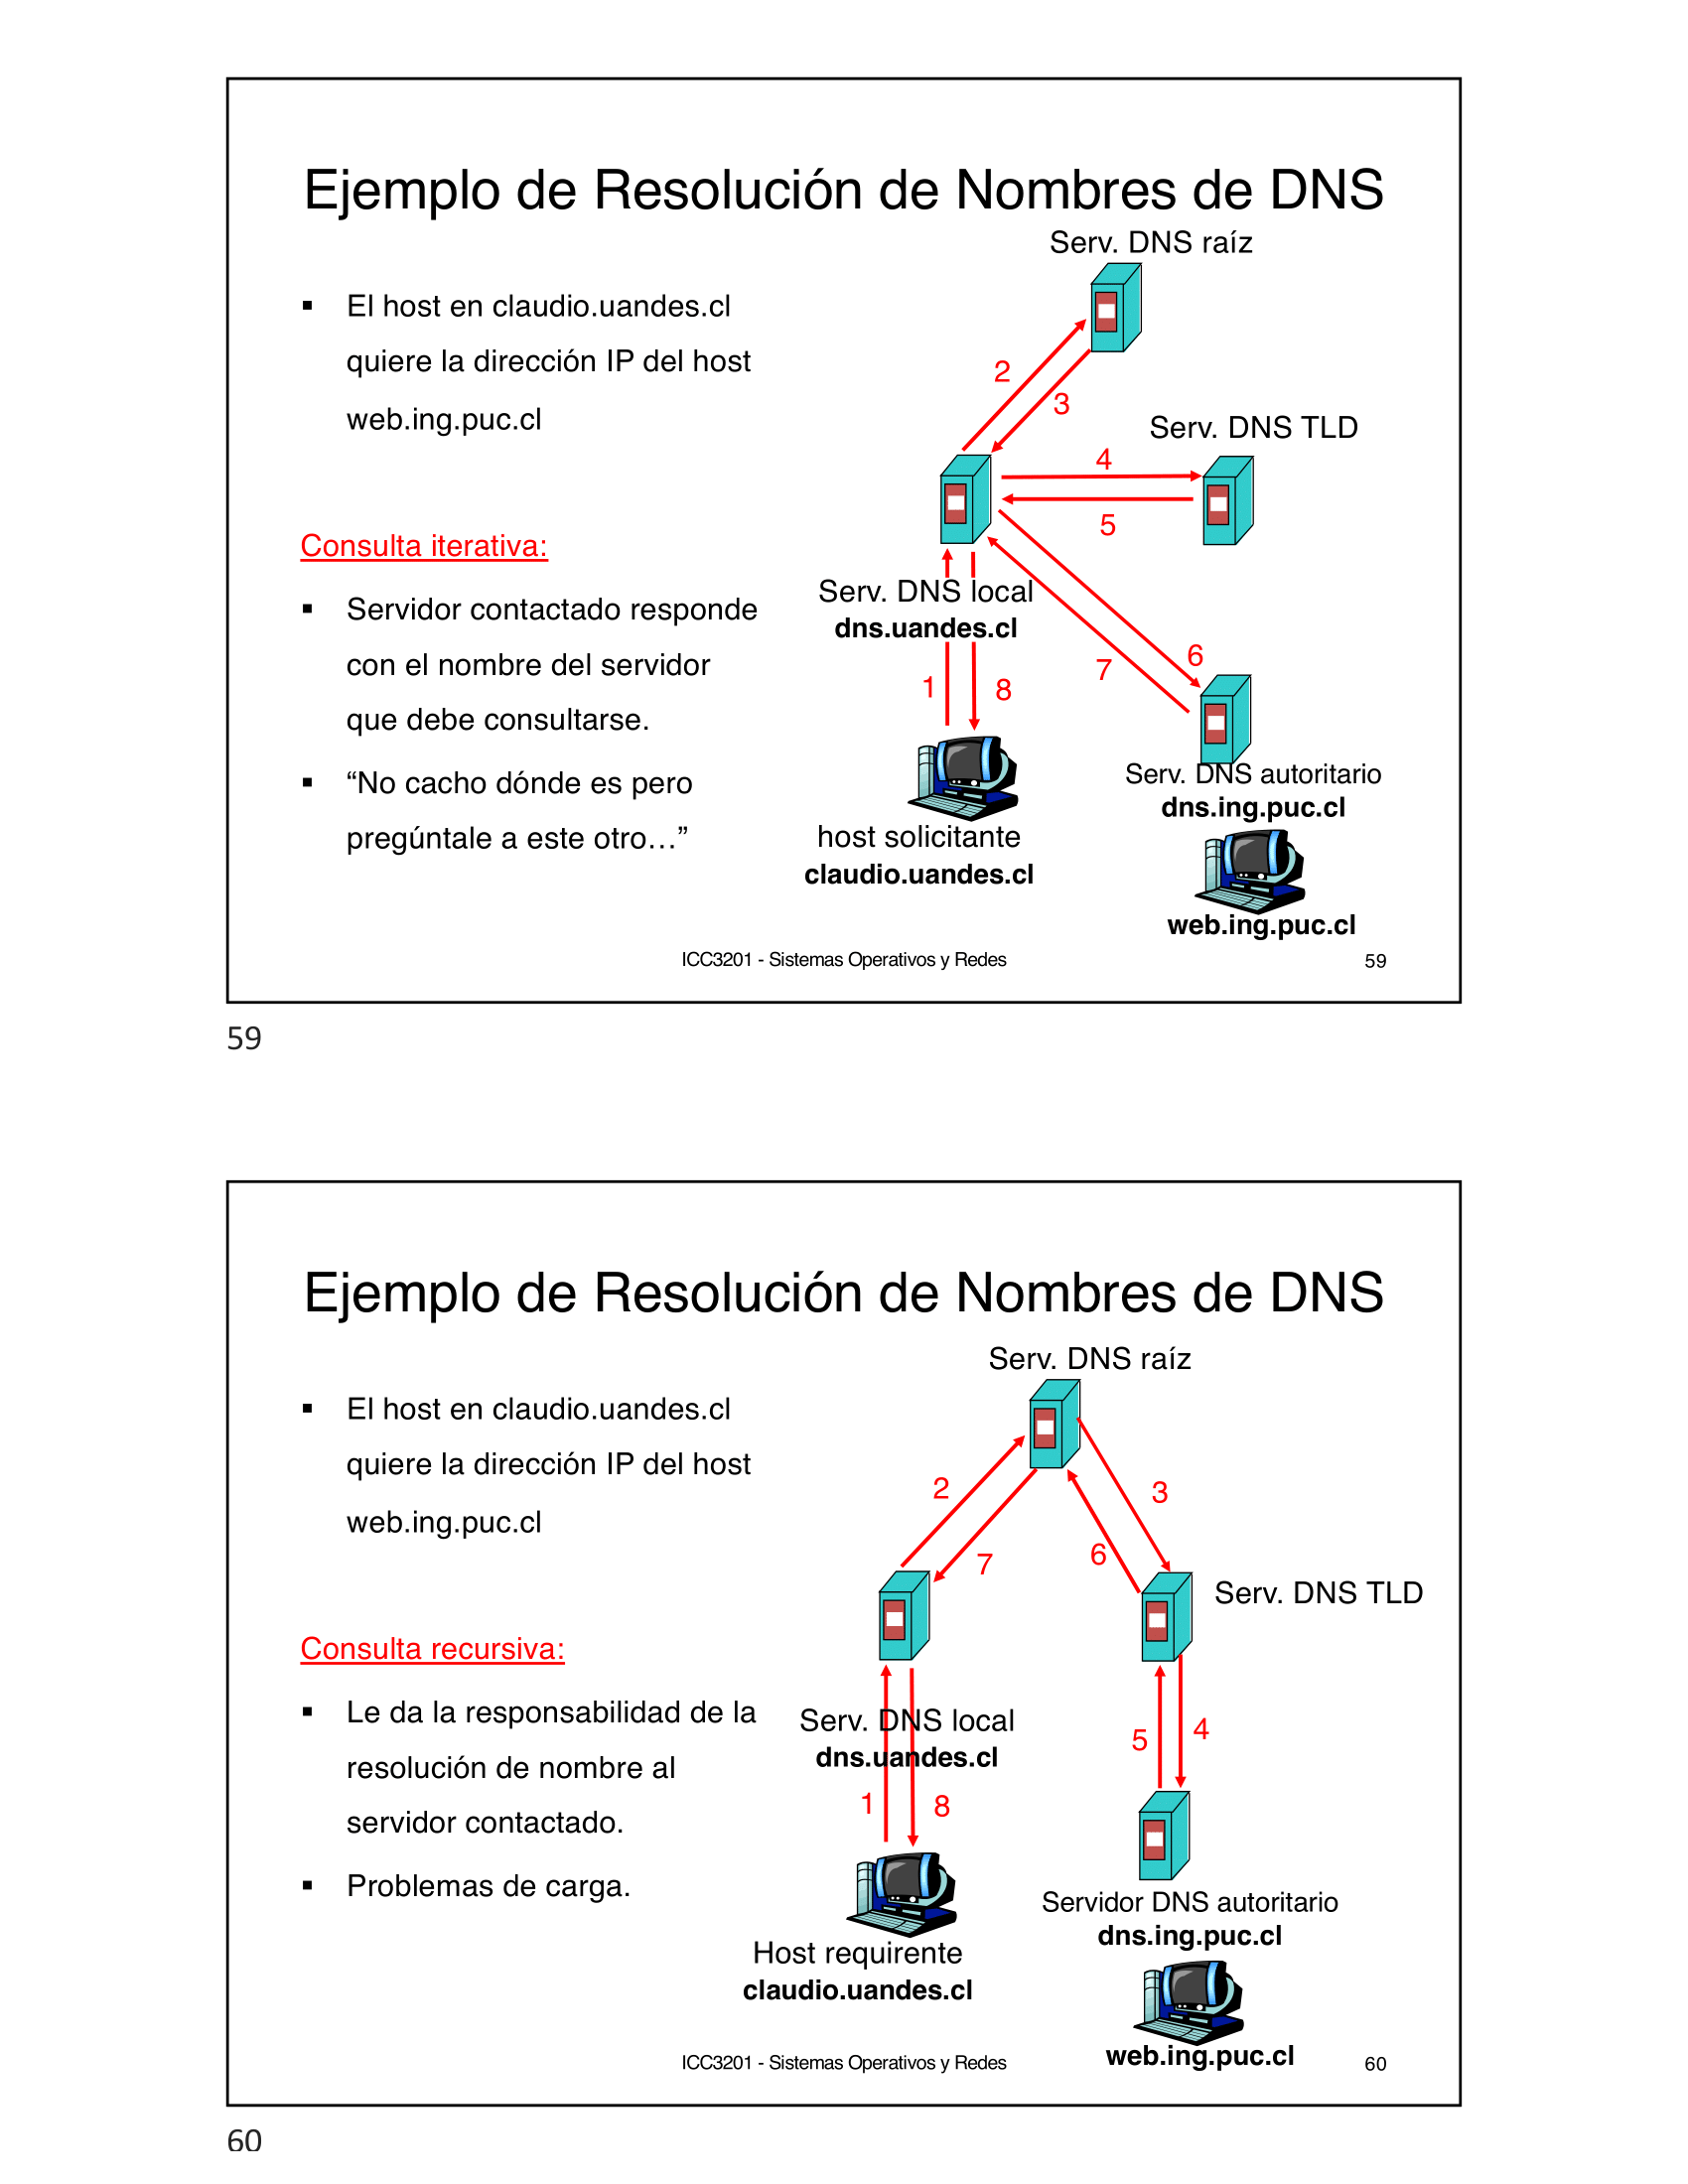 Ejemplo de Resolución de Nombres de DNS
▪ El host en claudio.uandes.cl
quiere la dirección IP del host
web.ing.puc.cl
Consulta iterativa:
▪ Servidor contactado responde
con el nombre del servidor
que debe consultarse.
▪ “No cacho dónde es pero
pregúntale a este otro…”
Serv. DNS raíz
2
3
Serv. DNS TLD
4
5
Serv. DNS local
dns.uandes.cl
6
7
1
8
Serv. DNS autoritario
dns.ing.puc.cl
host solicitante
claudio.uandes.cl
web.ing.puc.cl
ICC3201 - Sistemas Operativos y Redes
59
59
Ejemplo de Resolución de Nombres de DNS
▪ El host en claudio.uandes.cl
quiere la dirección IP del host
web.ing.puc.cl
Consulta recursiva:
▪ Le da la responsabilidad de la
resolución de nombre al
servidor contactado.
▪ Problemas de carga.
Serv. DNS raíz
2
3
7
6
Serv. DNS TLD
Serv. DNS local
dns.uandes.cl
5
4
1
8
Servidor DNS autoritario
dns.ing.puc.cl
Host requirente
claudio.uandes.cl
web.ing.puc.cl
ICC3201 - Sistemas Operativos y Redes
60
60